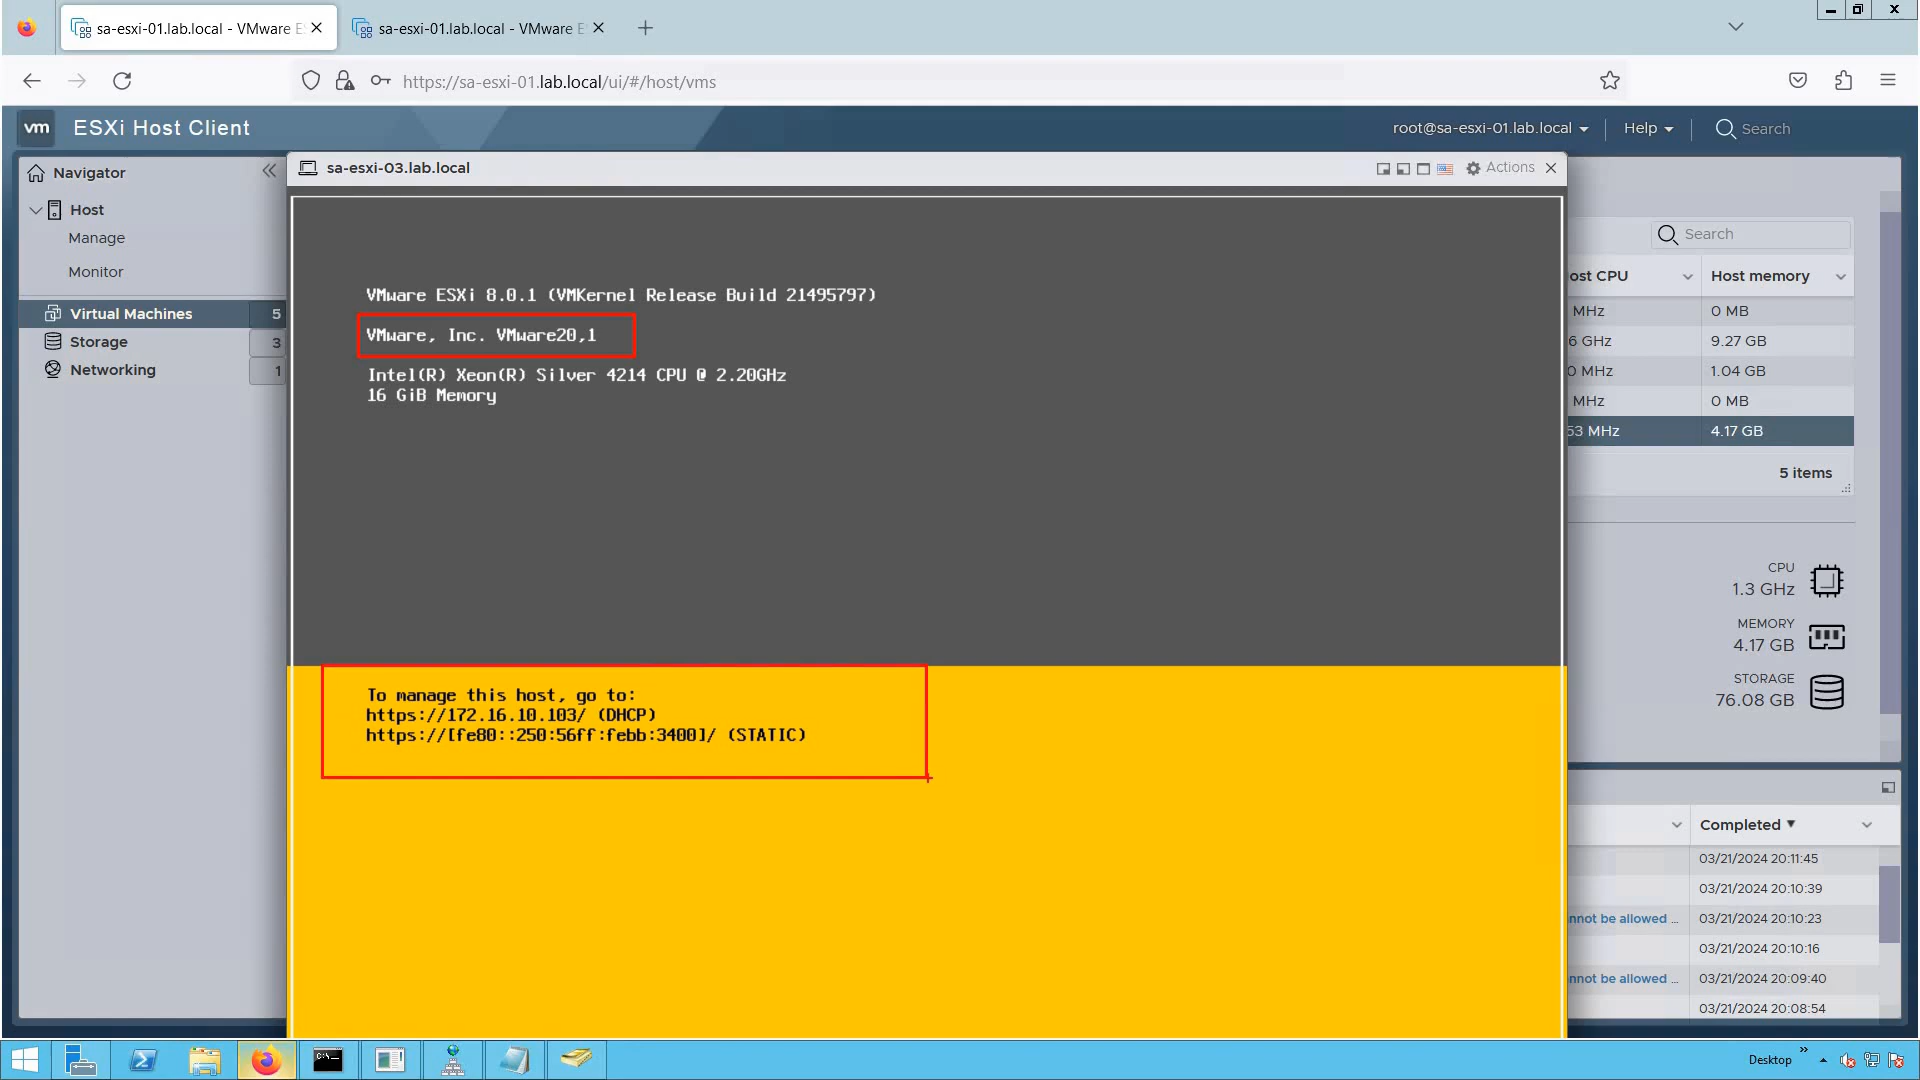 sa-esxi-01.lab.local - VMware E
sa-esxi-01.lab.local - VMware E
https://sa-esxi-01.lab.local/ui/#/host/vms
vm
ESXi Host Client
root@sa-esxi-01.lab.local
Help
Search
Navigator
Host
Manage
Monitor
Virtual Machines 5
Storage 3
Networking 1
sa-esxi-03.lab.local
Actions
VMware ESXi 8.0.1 (VMKernel Release Build 21495797)
VMware, Inc. VMware20,1
Intel(R) Xeon(R) Silver 4214 CPU @ 2.20GHz
16 GiB Memory
To manage this host, go to:
https://172.16.10.103/ (DHCP)
https://[fe80::250:56ff:febb:3400]/ (STATIC)
Search
ost CPU Host memory
MHz 0 MB
6 GHz 9.27 GB
0 MHz 1.04 GB
MHz 0 MB
53 MHz 4.17 GB
5 items
CPU
1.3 GHz
MEMORY
4.17 GB
STORAGE
76.08 GB
Completed
03/21/2024 20:11:45
03/21/2024 20:10:39
nnot be allowed ... 03/21/2024 20:10:23
03/21/2024 20:10:16
nnot be allowed ... 03/21/2024 20:09:40
03/21/2024 20:08:54
C:\
Desktop